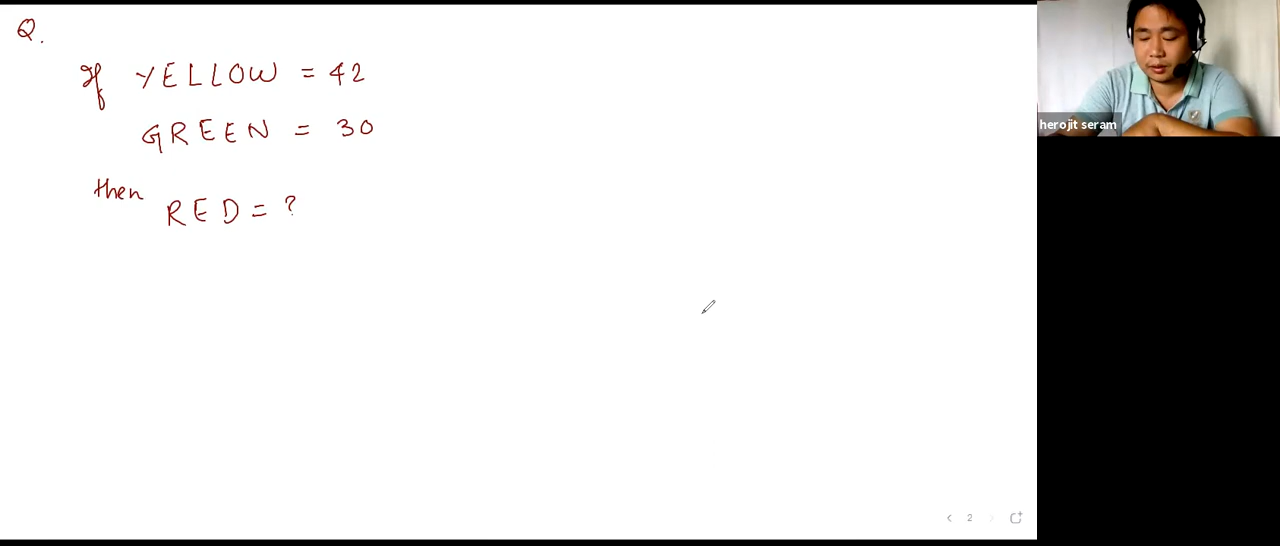 Q.
If YELLOW = 42
GREEN = 30
then
RED = ?
herojit seram
2